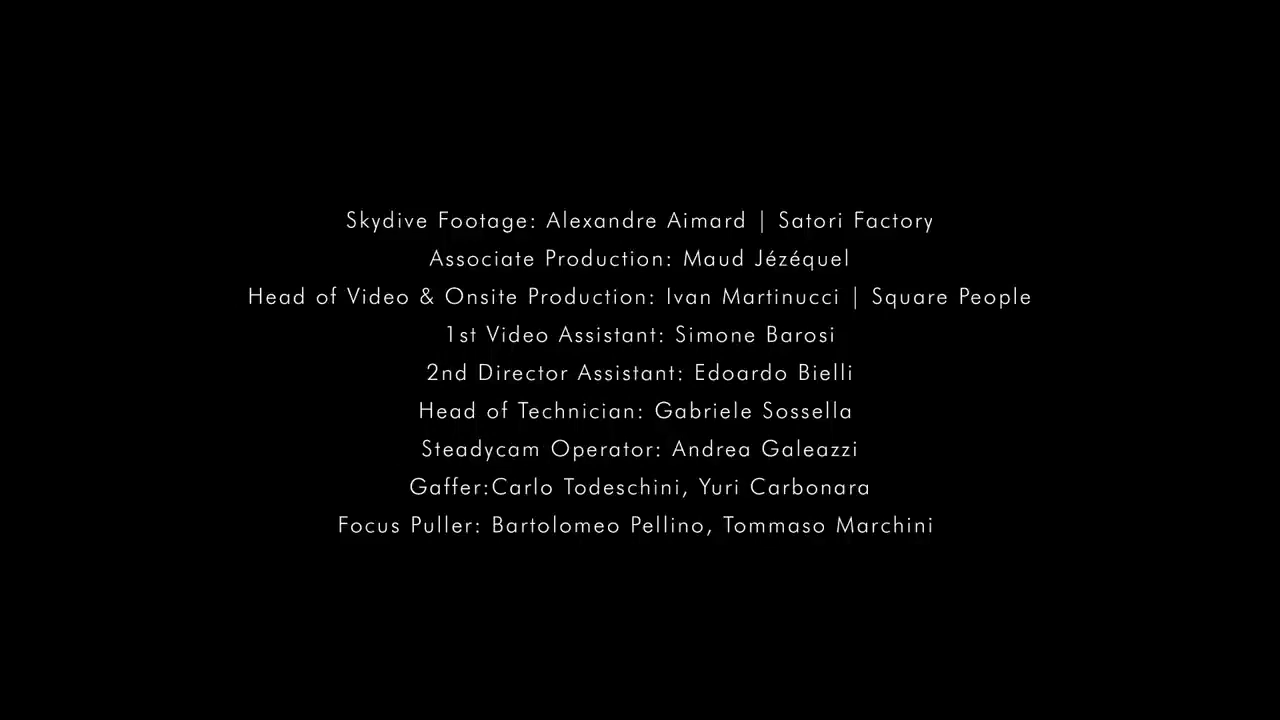 Skydive Footage: Alexandre Aimard | Satori Factory
Associate Production: Maud Jézéquel
Head of Video & Onsite Production: Ivan Martinucci | Square People
1st Video Assistant: Simone Barosi
2nd Director Assistant: Edoardo Bielli
Head of Technician: Gabriele Sossella
Steadycam Operator: Andrea Galeazzi
Gaffer:Carlo Todeschini, Yuri Carbonara
Focus Puller: Bartolomeo Pellino, Tommaso Marchini